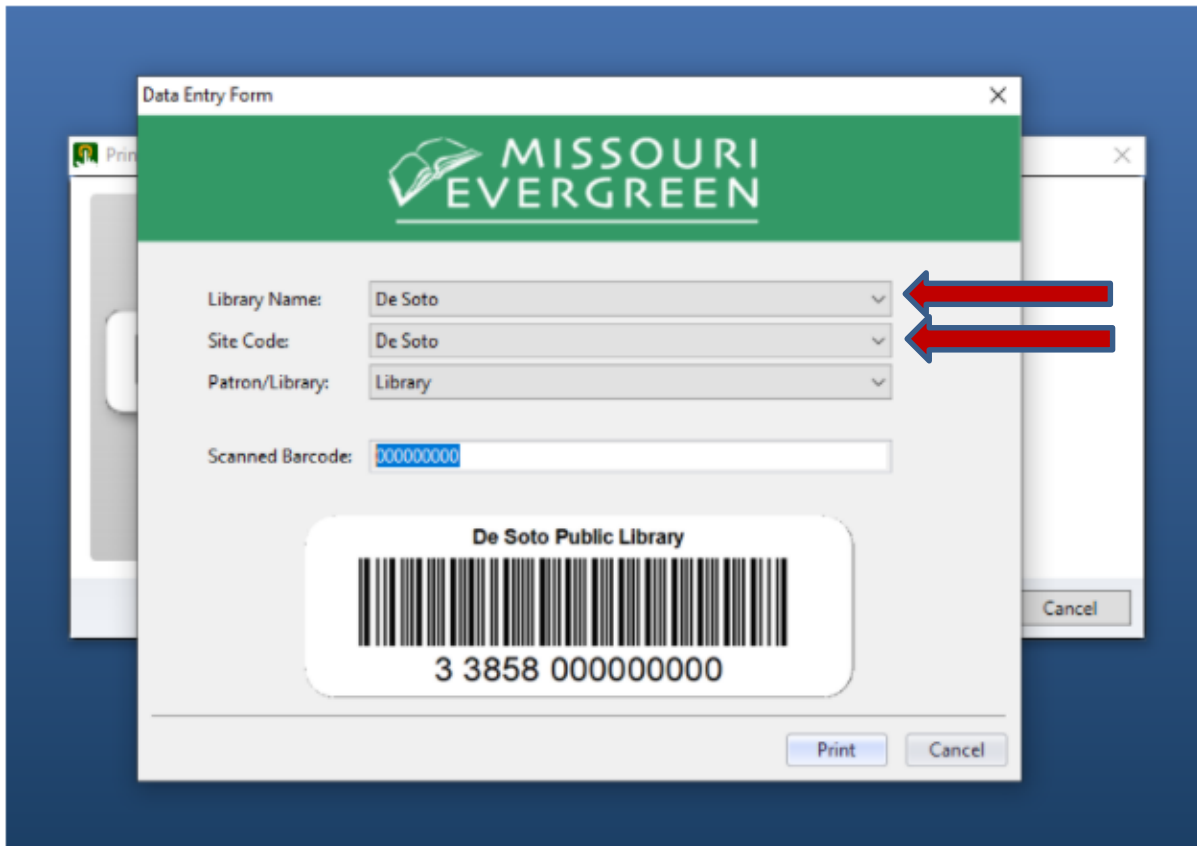 Data Entry Form
Prin
MISSOURI
EVERGREEN
Library Name: De Soto
Site Code: De Soto
Patron/Library: Library
Scanned Barcode: 000000000
De Soto Public Library
3 3858 000000000
Cancel
Print Cancel